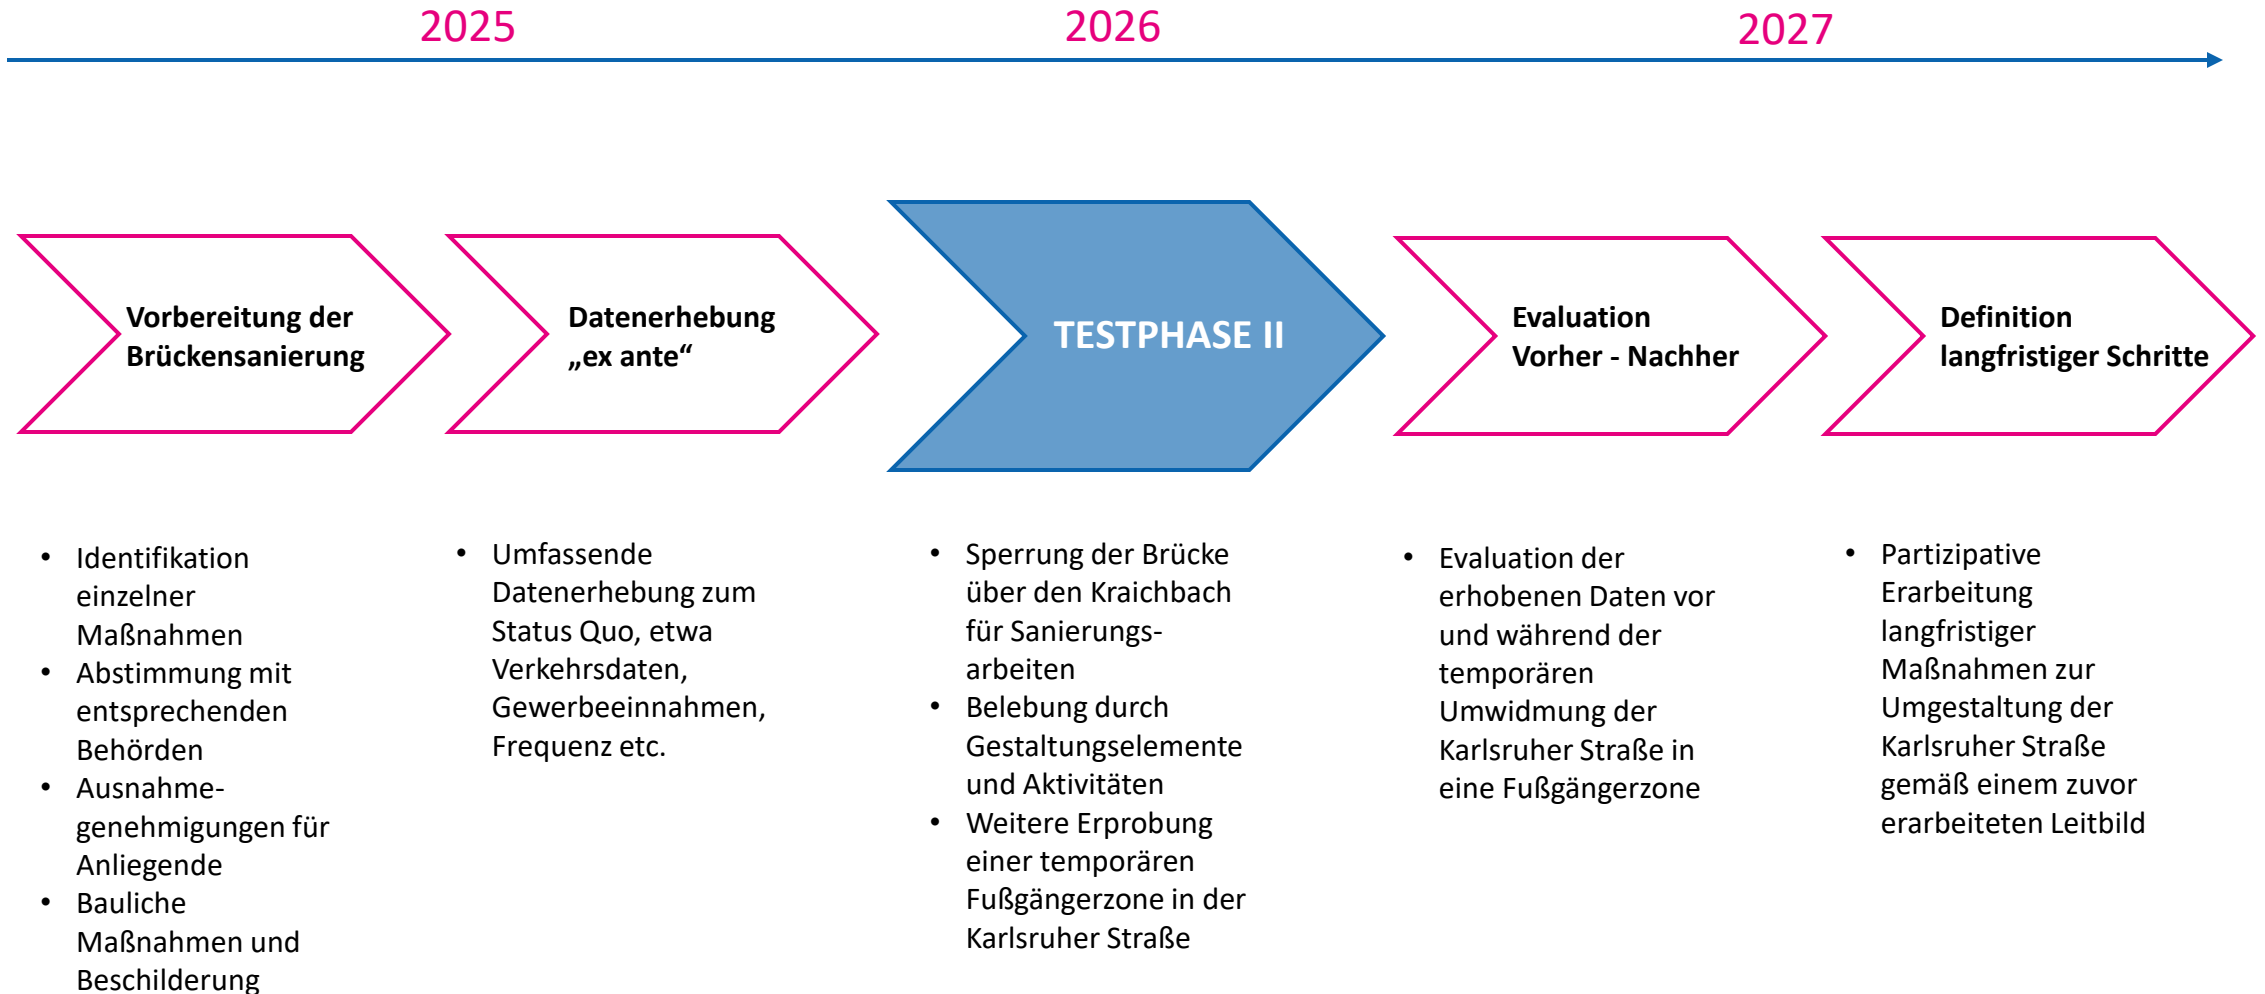 2025
2026
2027
Vorbereitung der
Brückensanierung
Datenerhebung
„ex ante“
TESTPHASE II
Evaluation
Vorher - Nachher
Definition
langfristiger Schritte
• Identifikation
einzelner
Maßnahmen
• Abstimmung mit
entsprechenden
Behörden
• Ausnahme-
genehmigungen für
Anliegende
• Bauliche
Maßnahmen und
Beschilderung
• Umfassende
Datenerhebung zum
Status Quo, etwa
Verkehrsdaten,
Gewerbeeinnahmen,
Frequenz etc.
• Sperrung der Brücke
über den Kraichbach
für Sanierungs-
arbeiten
• Belebung durch
Gestaltungselemente
und Aktivitäten
• Weitere Erprobung
einer temporären
Fußgängerzone in der
Karlsruher Straße
• Evaluation der
erhobenen Daten vor
und während der
temporären
Umwidmung der
Karlsruher Straße in
eine Fußgängerzone
• Partizipative
Erarbeitung
langfristiger
Maßnahmen zur
Umgestaltung der
Karlsruher Straße
gemäß einem zuvor
erarbeiteten Leitbild